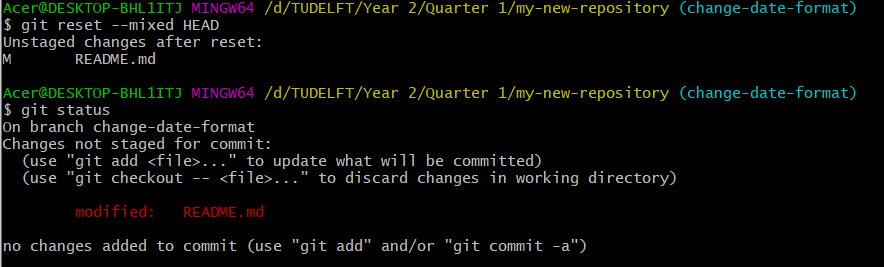 Acer@DESKTOP-BHL1ITJ MINGW64 /d/TUDELFT/Year 2/Quarter 1/my-new-repository (change-date-format)
$ git reset --mixed HEAD
Unstaged changes after reset:
M       README.md
Acer@DESKTOP-BHL1ITJ MINGW64 /d/TUDELFT/Year 2/Quarter 1/my-new-repository (change-date-format)
$ git status
On branch change-date-format
Changes not staged for commit:
  (use "git add <file>..." to update what will be committed)
  (use "git checkout -- <file>..." to discard changes in working directory)
        modified:   README.md
no changes added to commit (use "git add" and/or "git commit -a")